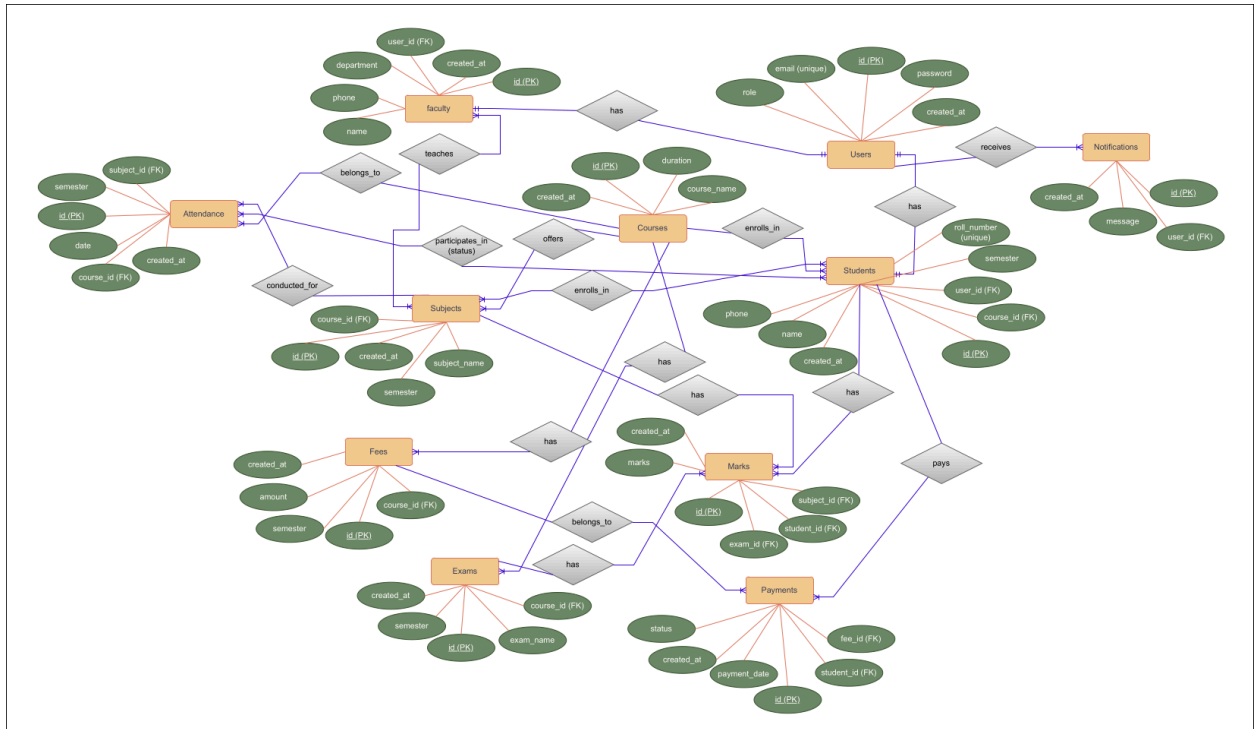 user_id (FK)
department
created_at
id (PK)
phone
name
faculty
has
teaches
email (unique)
id (PK)
password
role
created_at
Users
receives
Notifications
created_at
message
id (PK)
user_id (FK)
has
subject_id (FK)
semester
id (PK)
date
course_id (FK)
created_at
Attendance
belongs_to
participates_in
(status)
conducted_for
id (PK)
duration
created_at
course_name
Courses
offers
enrolls_in
enrolls_in
roll_number
(unique)
semester
user_id (FK)
course_id (FK)
id (PK)
phone
name
created_at
Students
Subjects
course_id (FK)
id (PK)
created_at
subject_name
semester
has
has
has
has
pays
Fees
created_at
amount
semester
id (PK)
course_id (FK)
created_at
marks
Marks
id (PK)
exam_id (FK)
student_id (FK)
subject_id (FK)
belongs_to
has
Exams
created_at
semester
id (PK)
exam_name
course_id (FK)
Payments
status
created_at
payment_date
id (PK)
student_id (FK)
fee_id (FK)